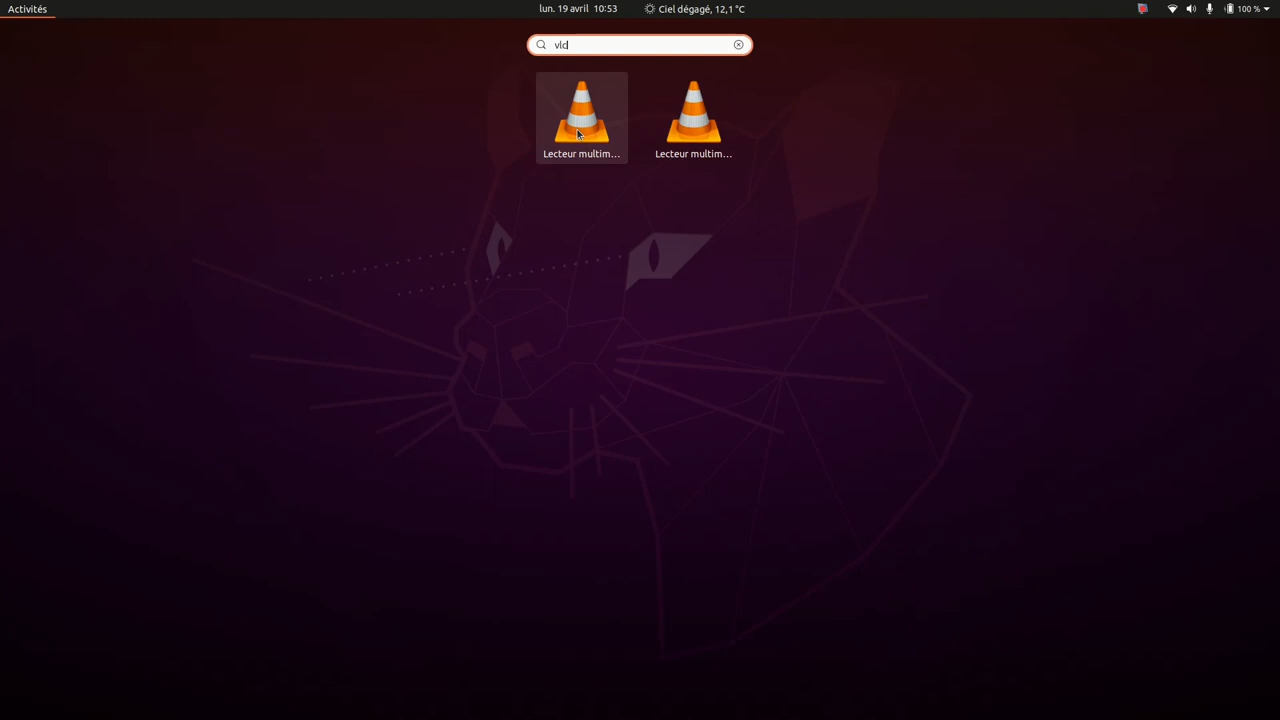 Activités
lun. 19 avril 10:53
Ciel dégagé, 12,1 °C
100 %
vlc
Lecteur multim…
Lecteur multim…